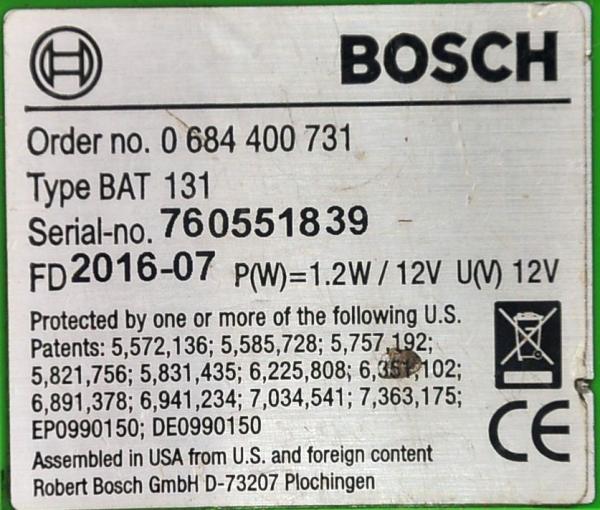 BOSCH
Order no. 0 684 400 731
Type BAT 131
Serial-no. 760551839
FD 2016-07 P(W)=1.2W / 12V U(V) 12V
Protected by one or more of the following U.S.
Patents: 5,572,136; 5,585,728; 5,757,192;
5,821,756; 5,831,435; 6,225,808; 6,351,102;
6,891,378; 6,941,234; 7,034,541; 7,363,175;
EP0990150; DE0990150
CE
Assembled in USA from U.S. and foreign content
Robert Bosch GmbH D-73207 Plochingen